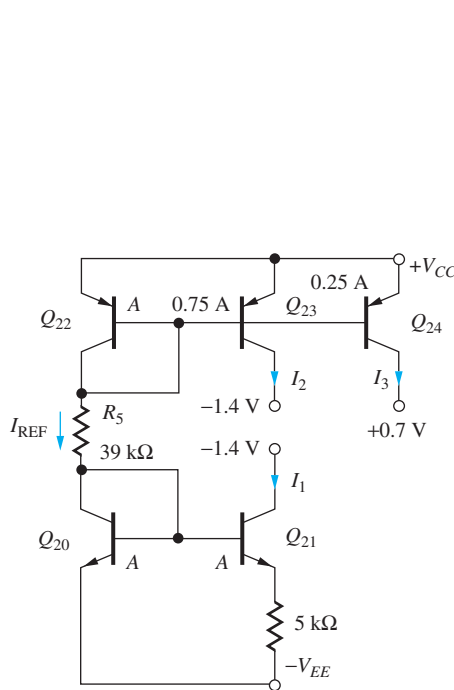 +V_CC
0.25 A
A
0.75 A
Q_23
Q_22
Q_24
I_2
I_3
R_5
−1.4 V
+0.7 V
I_REF
39 kΩ
−1.4 V
I_1
Q_20
Q_21
A
A
5 kΩ
−V_EE